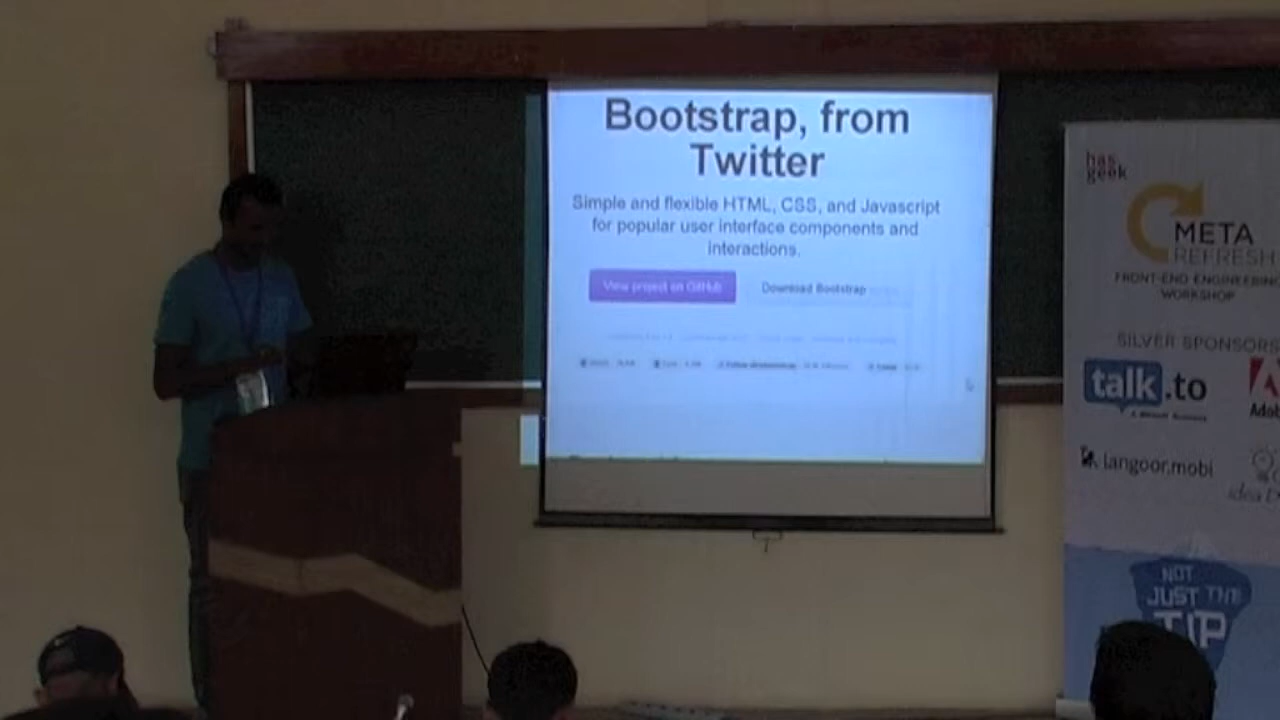 Bootstrap, from
Twitter
Simple and flexible HTML, CSS, and Javascript
for popular user interface components and
interactions.
View project on GitHub
Download Bootstrap
has
geek
META
REFRESH
FRONT-END ENGINEERING
WORKSHOP
SILVER SPONSORS
talk.to
langoor.mobi
idea
NOT
JUST THE
TIP